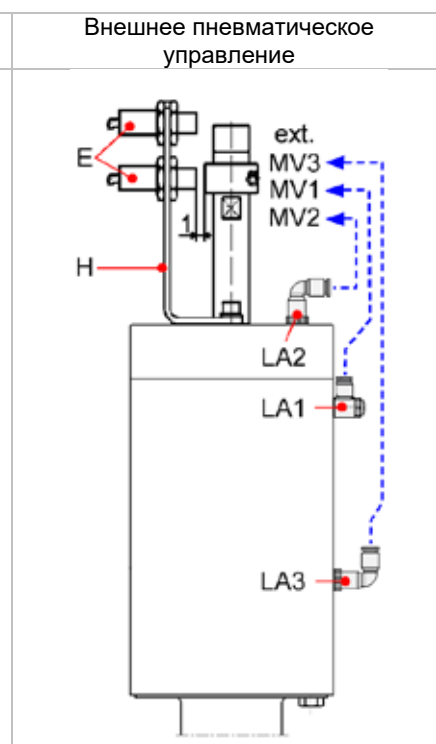 Внешнее пневматическое
управление
ext.
MV3
MV1
MV2
E
1
H
LA2
LA1
LA3